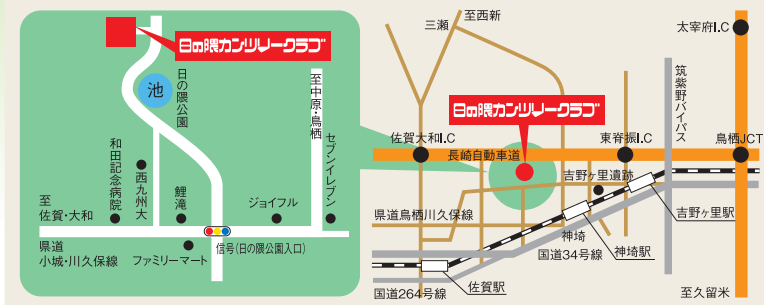 日の隈カンツリークラブ
池
日の隈公園
至中原・鳥栖
セブンイレブン
和田記念病院
西九州大
鯉滝
ジョイフル
至
佐賀・大和
県道
小城・川久保線
ファミリーマート
信号(日の隈公園入口)
三瀬
至西新
太宰府I.C
筑紫野バイパス
日の隈カンツリークラブ
佐賀大和I.C
長崎自動車道
東脊振I.C
鳥栖JCT
吉野ヶ里遺跡
県道鳥栖川久保線
吉野ヶ里駅
神埼
神埼駅
国道34号線
佐賀駅
国道264号線
至久留米